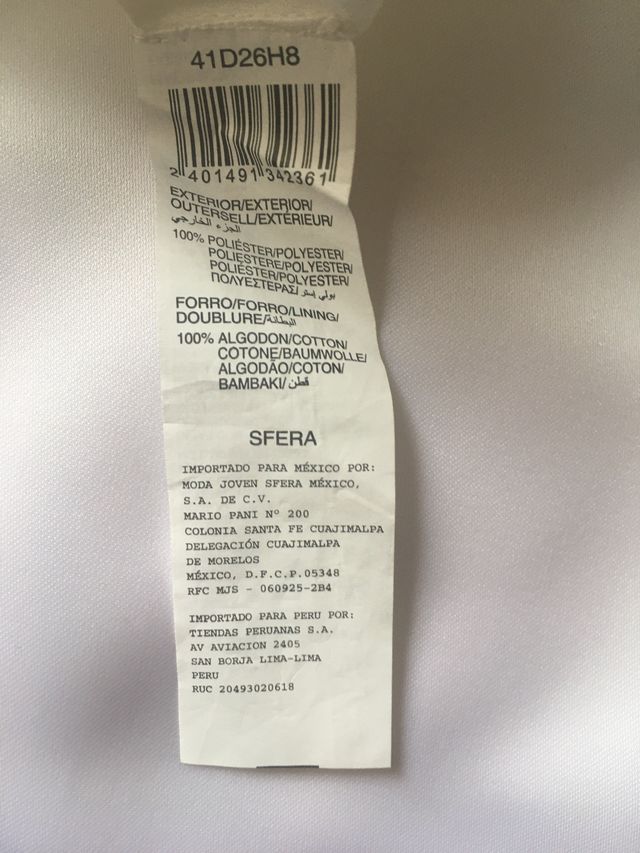 41D26H8
2 401491 342361
EXTERIOR/EXTERIOR/
OUTERSELL/EXTÉRIEUR/
الجزء الخارجي
100% POLIÉSTER/POLYESTER/
POLIESTERE/POLYESTER/
POLIÉSTER/POLYESTER/
ΠΟΛΥΕΣΤΕΡΑΣ/بولي إستر
FORRO/FORRO/LINING/
DOUBLURE/البطانة
100% ALGODON/COTTON/
COTONE/BAUMWOLLE/
ALGODÃO/COTON/
BAMBAKI/قطن
SFERA
IMPORTADO PARA MÉXICO POR:
MODA JOVEN SFERA MÉXICO,
S.A. DE C.V.
MARIO PANI Nº 200
COLONIA SANTA FE CUAJIMALPA
DELEGACIÓN CUAJIMALPA
DE MORELOS
MÉXICO, D.F.C.P.05348
RFC MJS - 060925-2B4
IMPORTADO PARA PERU POR:
TIENDAS PERUANAS S.A.
AV AVIACION 2405
SAN BORJA LIMA-LIMA
PERU
RUC 20493020618